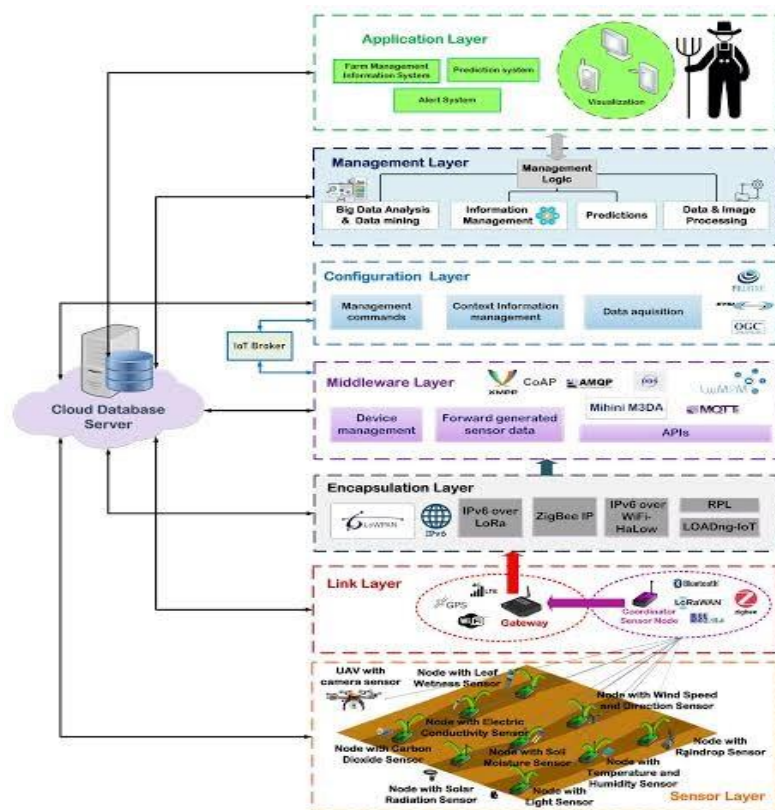 Application Layer
Farm Management
Information System
Prediction system
Alert System
Visualization
Management Layer
Management
Logic
Big Data Analysis
& Data mining
Information
Management
Predictions
Data & Image
Processing
Configuration Layer
Management
commands
Context Information
management
Data aquisition
OGC
IoT Broker
Cloud Database
Server
Middleware Layer
XMPP
CoAP
AMQP
LwM2M
Mihini M3DA
MQTT
Device
management
Forward generated
sensor data
APIs
Encapsulation Layer
6LoWPAN
IPv6
IPv6 over
LoRa
ZigBee IP
IPv6 over
WiFi-
HaLow
RPL
LOADng-IoT
Link Layer
LTE
GPS
WiFi
Gateway
Coordinator
Sensor Node
Bluetooth
LoRaWAN
zigbee
UAV with
camera sensor
Node with Leaf
Wetness Sensor
Node with Wind Speed
and Direction Sensor
Node with Electric
Conductivity Sensor
Node with Carbon
Dioxide Sensor
Node with Soil
Moisture Sensor
Node with
Raindrop Sensor
Node with
Temperature and
Humidity Sensor
Node with Solar
Radiation Sensor
Node with
Light Sensor
Sensor Layer